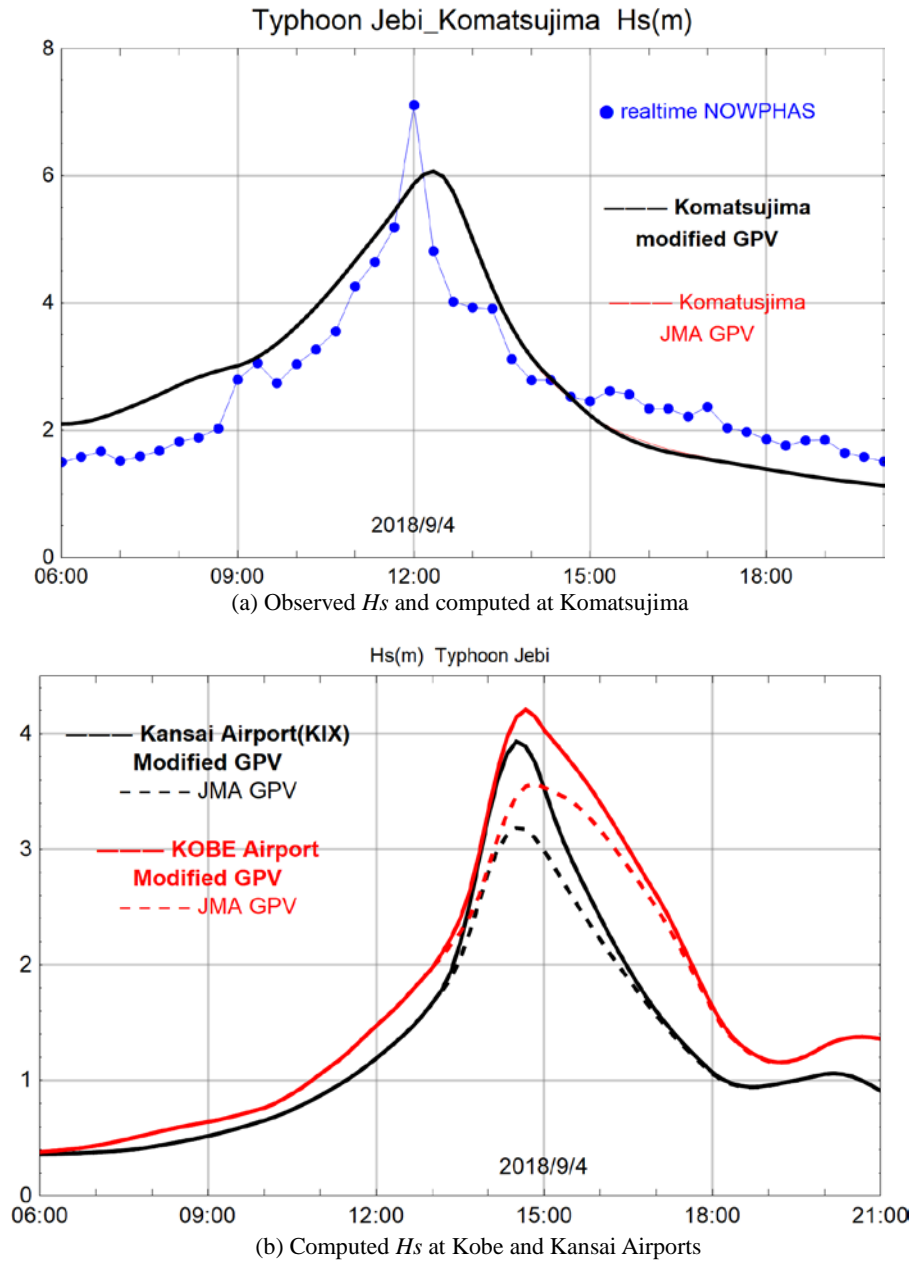 Typhoon Jebi_Komatsujima Hs(m)
8
realtime NOWPHAS
6
Komatsujima
modified GPV
4
Komatusjima
JMA GPV
2
2018/9/4
0
06:00 09:00 12:00 15:00 18:00
(a) Observed Hs and computed at Komatsujima
Hs(m) Typhoon Jebi
4
Kansai Airport(KIX)
Modified GPV
JMA GPV
3
KOBE Airport
Modified GPV
JMA GPV
2
1
2018/9/4
0
06:00 09:00 12:00 15:00 18:00 21:00
(b) Computed Hs at Kobe and Kansai Airports